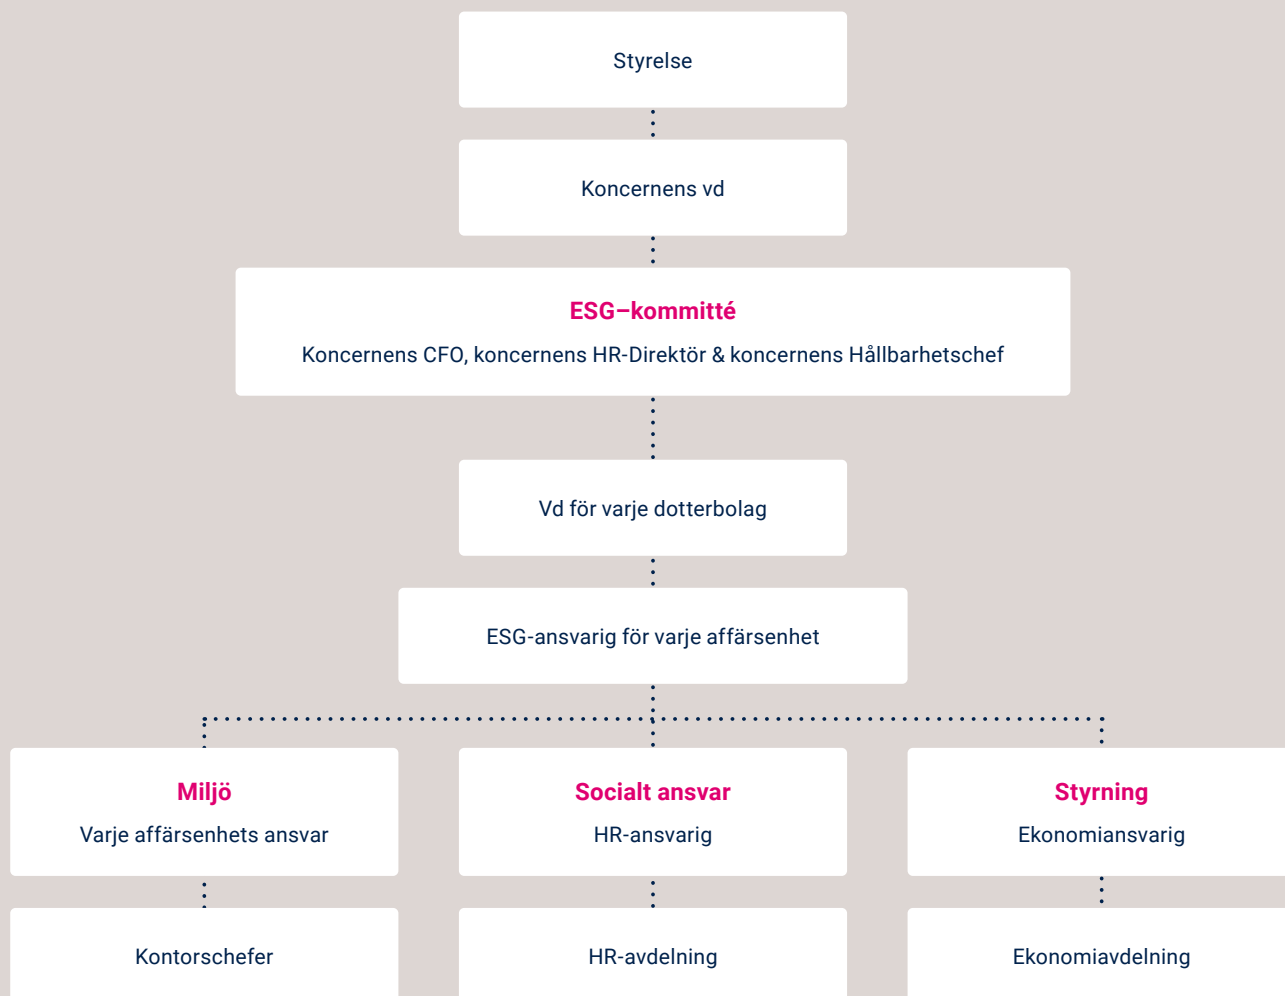 Styrelse
Koncernens vd
ESG–kommitté
Koncernens CFO, koncernens HR-Direktör & koncernens Hållbarhetschef
Vd för varje dotterbolag
ESG-ansvarig för varje affärsenhet
Miljö
Varje affärsenhets ansvar
Socialt ansvar
HR-ansvarig
Styrning
Ekonomiansvarig
Kontorschefer
HR-avdelning
Ekonomiavdelning